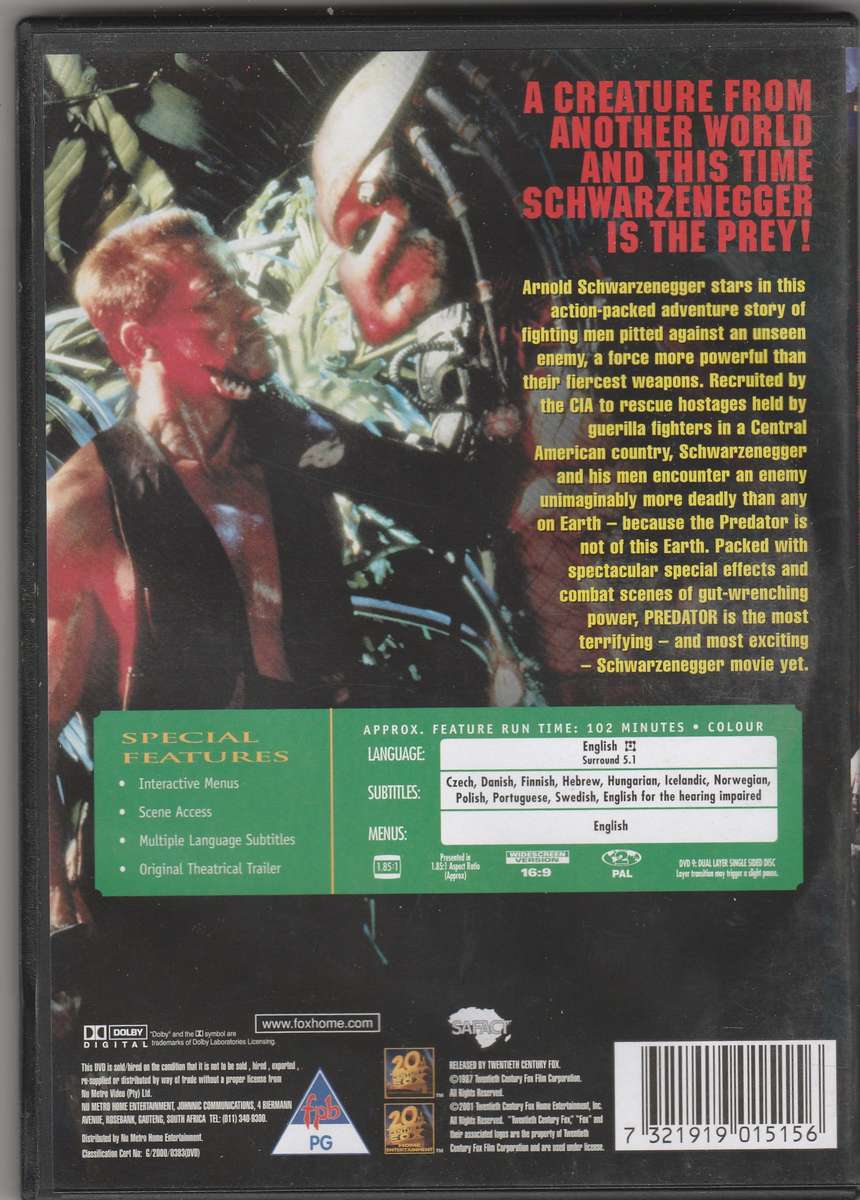 A CREATURE FROM
ANOTHER WORLD
AND THIS TIME
SCHWARZENEGGER
IS THE PREY!
Arnold Schwarzenegger stars in this
action-packed adventure story of
fighting men pitted against an unseen
enemy, a force more powerful than
their fiercest weapons. Recruited by
the CIA to rescue hostages held by
guerilla fighters in a Central
American country, Schwarzenegger
and his men encounter an enemy
unimaginably more deadly than any
on Earth – because the Predator is
not of this Earth. Packed with
spectacular special effects and
combat scenes of gut-wrenching
power, PREDATOR is the most
terrifying – and most exciting
– Schwarzenegger movie yet.
SPECIAL
FEATURES
• Interactive Menus
• Scene Access
• Multiple Language Subtitles
• Original Theatrical Trailer
APPROX. FEATURE RUN TIME: 102 MINUTES • COLOUR
LANGUAGE:
English
Surround 5.1
SUBTITLES:
Czech, Danish, Finnish, Hebrew, Hungarian, Icelandic, Norwegian,
Polish, Portuguese, Swedish, English for the hearing impaired
MENUS:
English
1.85:1
Presented in
1.85:1 Aspect Ratio
(Approx)
WIDESCREEN
VERSION
16:9
PAL
DVD 9: DUAL LAYER SINGLE SIDED DISC
Layer transition may trigger a slight pause.
DOLBY
DIGITAL
"Dolby" and the DD symbol are
trademarks of Dolby Laboratories Licensing.
www.foxhome.com
SAFACT
This DVD is sold/hired on the condition that it is not to be sold , hired , exported ,
re-supplied or distributed by way of trade without a proper license from
Nu Metro Video (Pty) Ltd.
NU METRO HOME ENTERTAINMENT, JOHNNIC COMMUNICATIONS, 4 BIERMANN
AVENUE, ROSEBANK, GAUTENG, SOUTH AFRICA TEL: (011) 340 9300.
Distributed by Nu Metro Home Entertainment.
Classification Cert No: G/2000/0383(DVD)
fpb
PG
20th
CENTURY
FOX
™
20th
CENTURY
FOX
HOME
ENTERTAINMENT
™
RELEASED BY TWENTIETH CENTURY FOX.
©1987 Twentieth Century Fox Film Corporation.
All Rights Reserved.
©2001 Twentieth Century Fox Home Entertainment, Inc.
All Rights Reserved. "Twentieth Century Fox," "Fox" and
their associated logos are the property of Twentieth
Century Fox Film Corporation and are used under license.
7 321919 015156